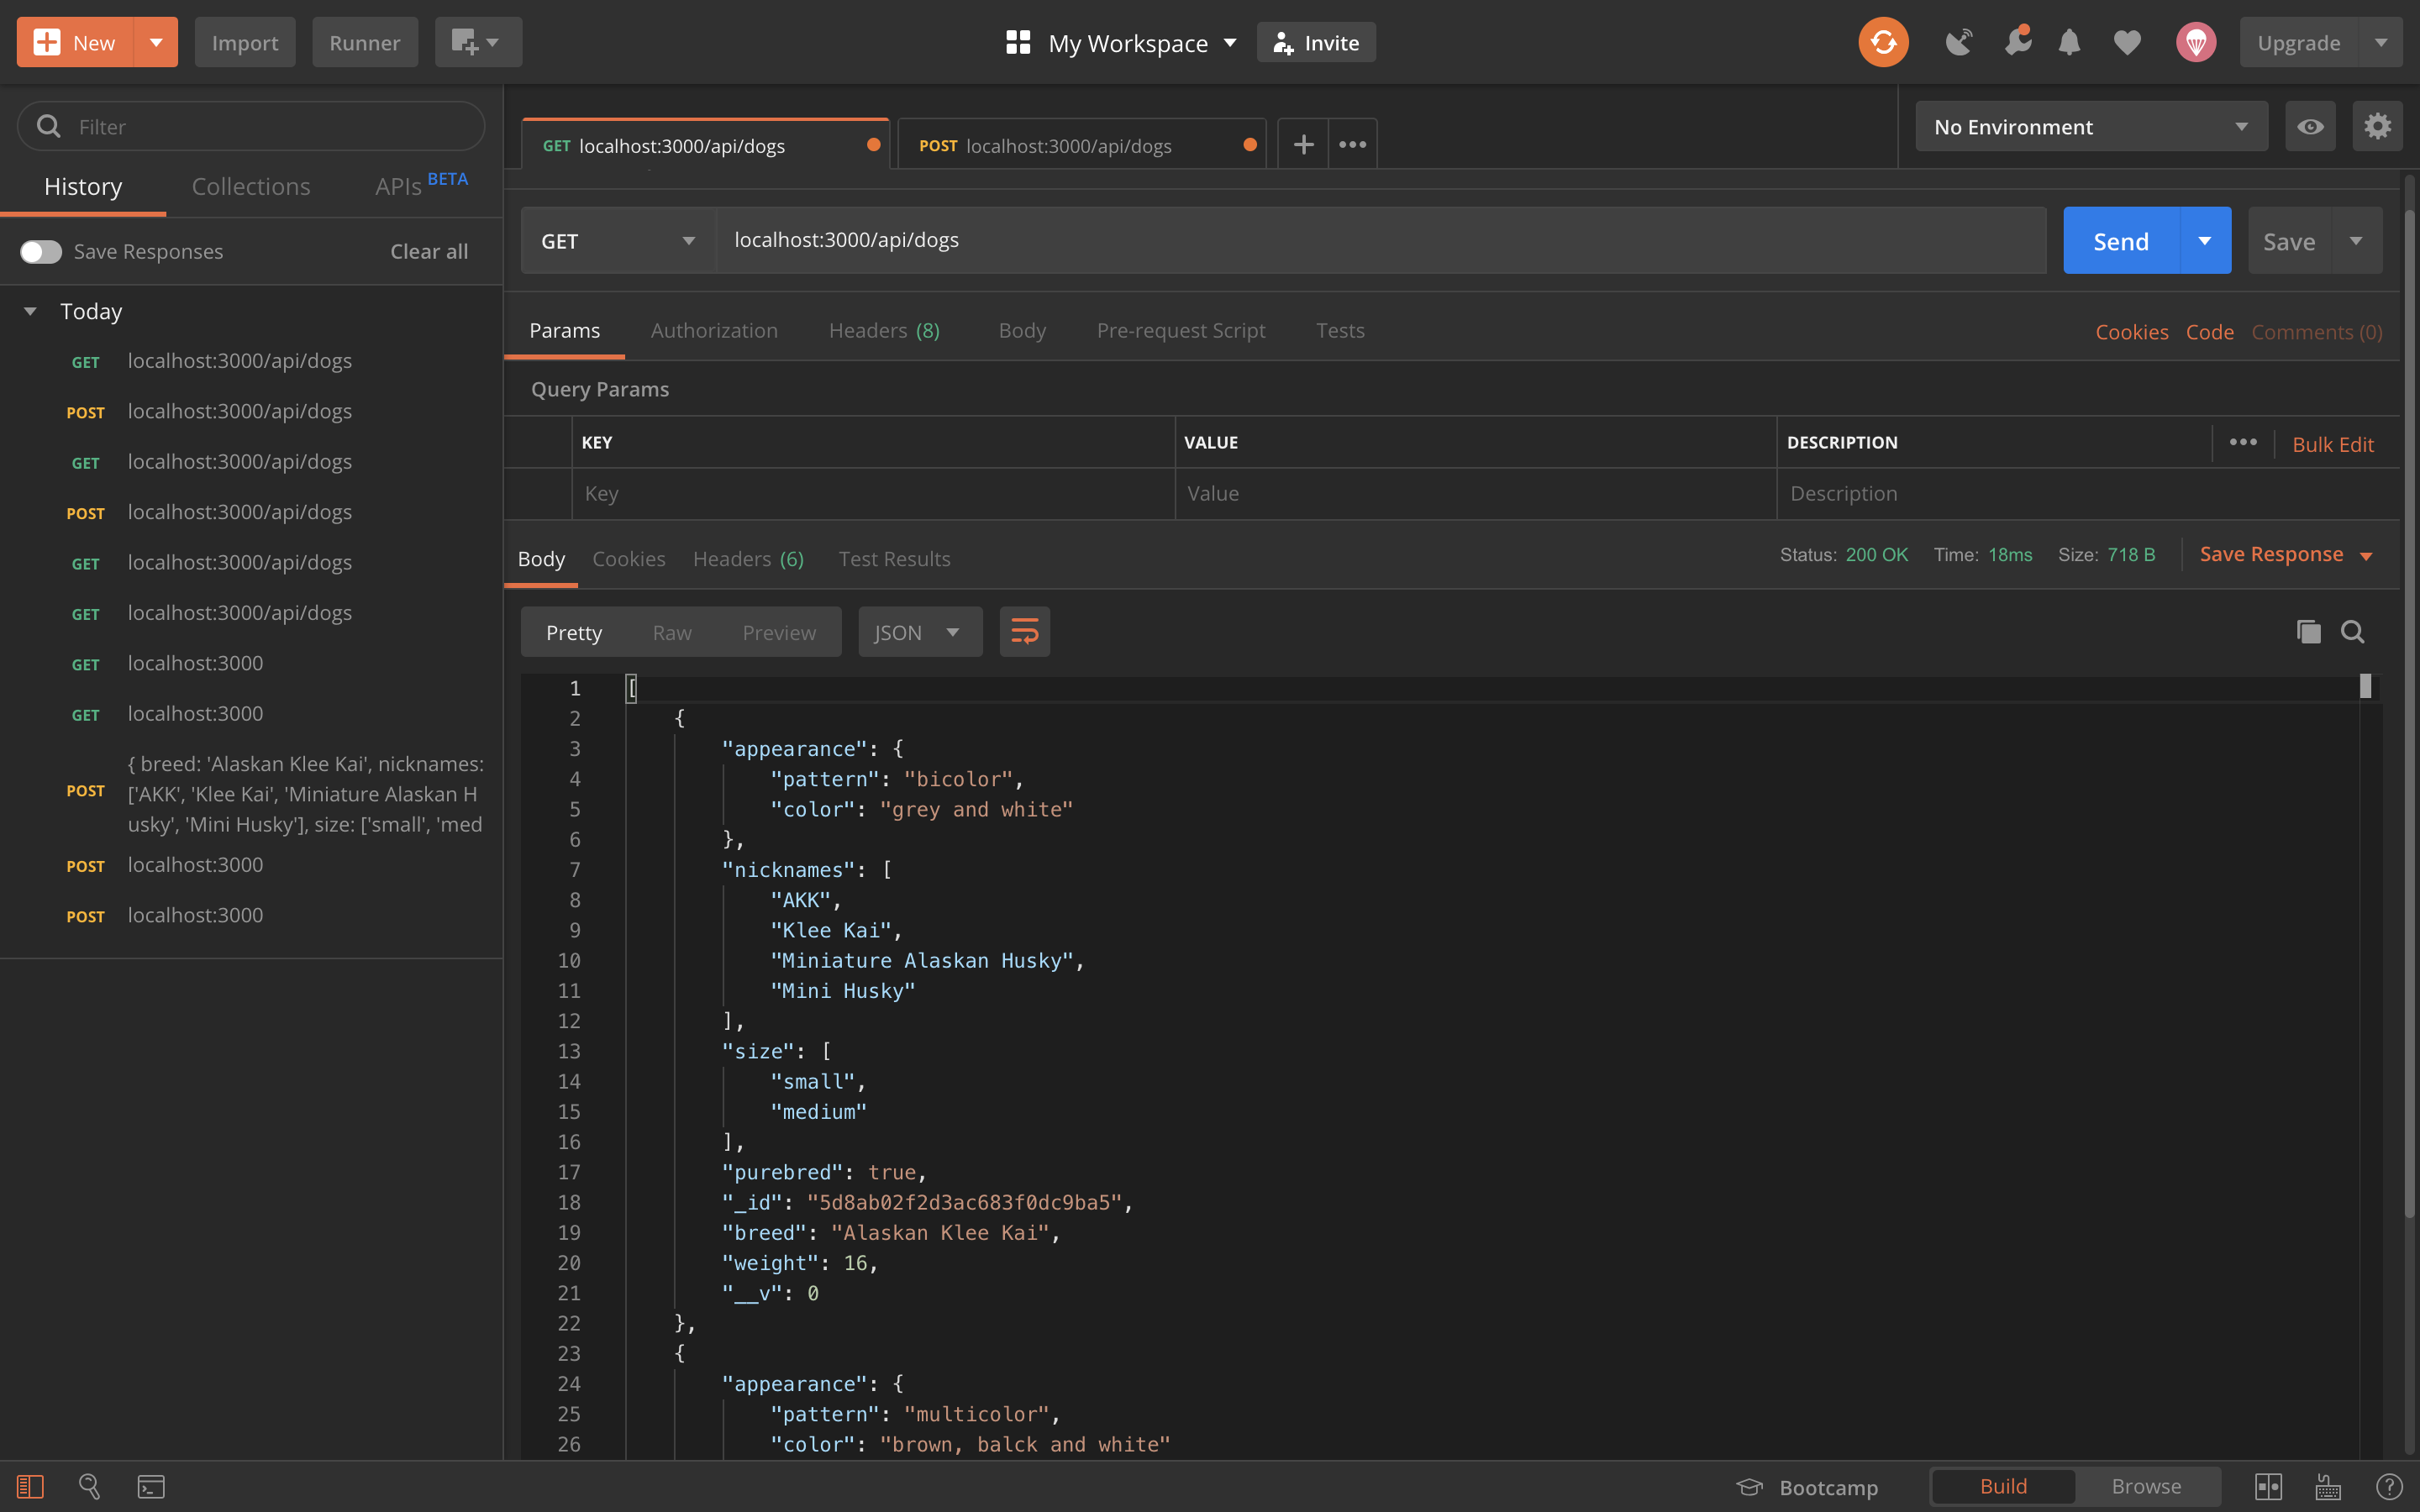 New
Import
Runner
My Workspace
Invite
Upgrade
Filter
History
Collections
APIs BETA
Save Responses
Clear all
Today
GET localhost:3000/api/dogs
POST localhost:3000/api/dogs
GET localhost:3000/api/dogs
POST localhost:3000/api/dogs
GET localhost:3000/api/dogs
GET localhost:3000/api/dogs
GET localhost:3000
GET localhost:3000
POST
{ breed: 'Alaskan Klee Kai', nicknames:
['AKK', 'Klee Kai', 'Miniature Alaskan H
usky', 'Mini Husky'], size: ['small', 'med
POST localhost:3000
POST localhost:3000
GET localhost:3000/api/dogs
POST localhost:3000/api/dogs
No Environment
GET
localhost:3000/api/dogs
Send
Save
Params
Authorization
Headers (8)
Body
Pre-request Script
Tests
Cookies
Code
Comments (0)
Query Params
KEY
VALUE
DESCRIPTION
Bulk Edit
Key
Value
Description
Body
Cookies
Headers (6)
Test Results
Status: 200 OK
Time: 18ms
Size: 718 B
Save Response
Pretty
Raw
Preview
JSON
1 [
2 {
3 "appearance": {
4 "pattern": "bicolor",
5 "color": "grey and white"
6 },
7 "nicknames": [
8 "AKK",
9 "Klee Kai",
10 "Miniature Alaskan Husky",
11 "Mini Husky"
12 ],
13 "size": [
14 "small",
15 "medium"
16 ],
17 "purebred": true,
18 "_id": "5d8ab02f2d3ac683f0dc9ba5",
19 "breed": "Alaskan Klee Kai",
20 "weight": 16,
21 "__v": 0
22 },
23 {
24 "appearance": {
25 "pattern": "multicolor",
26 "color": "brown, balck and white"
Bootcamp
Build
Browse